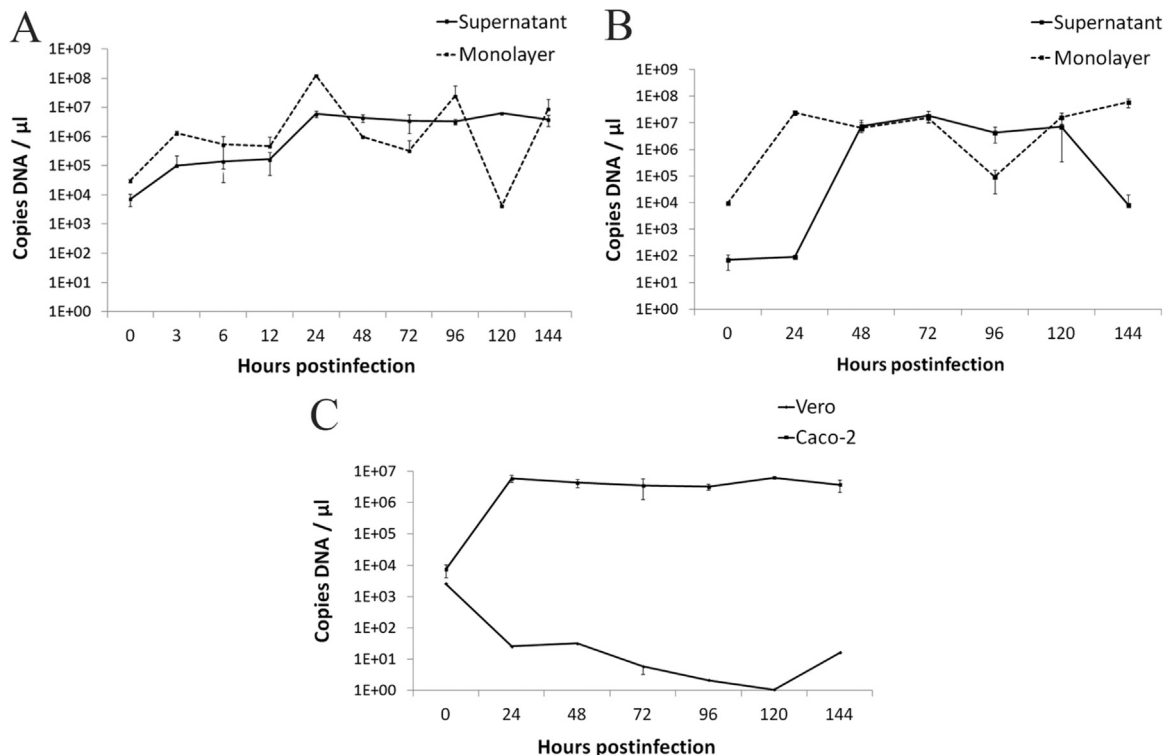 A
Supernatant
Monolayer
1E+09
1E+08
1E+07
1E+06
1E+05
1E+04
1E+03
1E+02
1E+01
1E+00
Copies DNA / µl
0 3 6 12 24 48 72 96 120 144
Hours postinfection
B
Supernatant
Monolayer
1E+09
1E+08
1E+07
1E+06
1E+05
1E+04
1E+03
1E+02
1E+01
1E+00
Copies DNA / µl
0 24 48 72 96 120 144
Hours postinfection
C
Vero
Caco-2
1E+07
1E+06
1E+05
1E+04
1E+03
1E+02
1E+01
1E+00
Copies DNA / µl
0 24 48 72 96 120 144
Hours postinfection